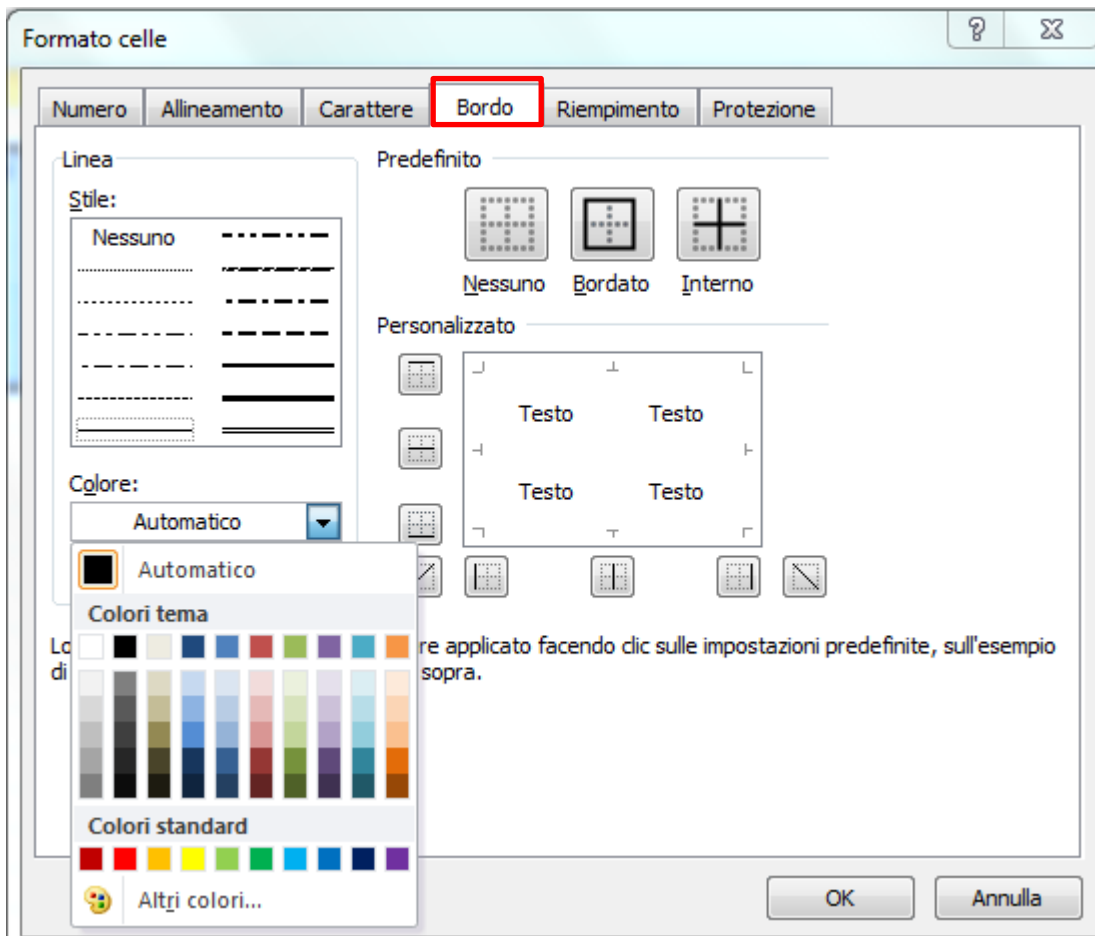 Formato celle
Numero Allineamento Carattere Bordo Riempimento Protezione
Linea
Stile:
Nessuno
Colore:
Automatico
Automatico
Colori tema
Colori standard
Altri colori...
Predefinito
Nessuno Bordato Interno
Personalizzato
Testo Testo
Testo Testo
applicato facendo clic sulle impostazioni predefinite, sull'esempio
di sopra.
OK Annulla